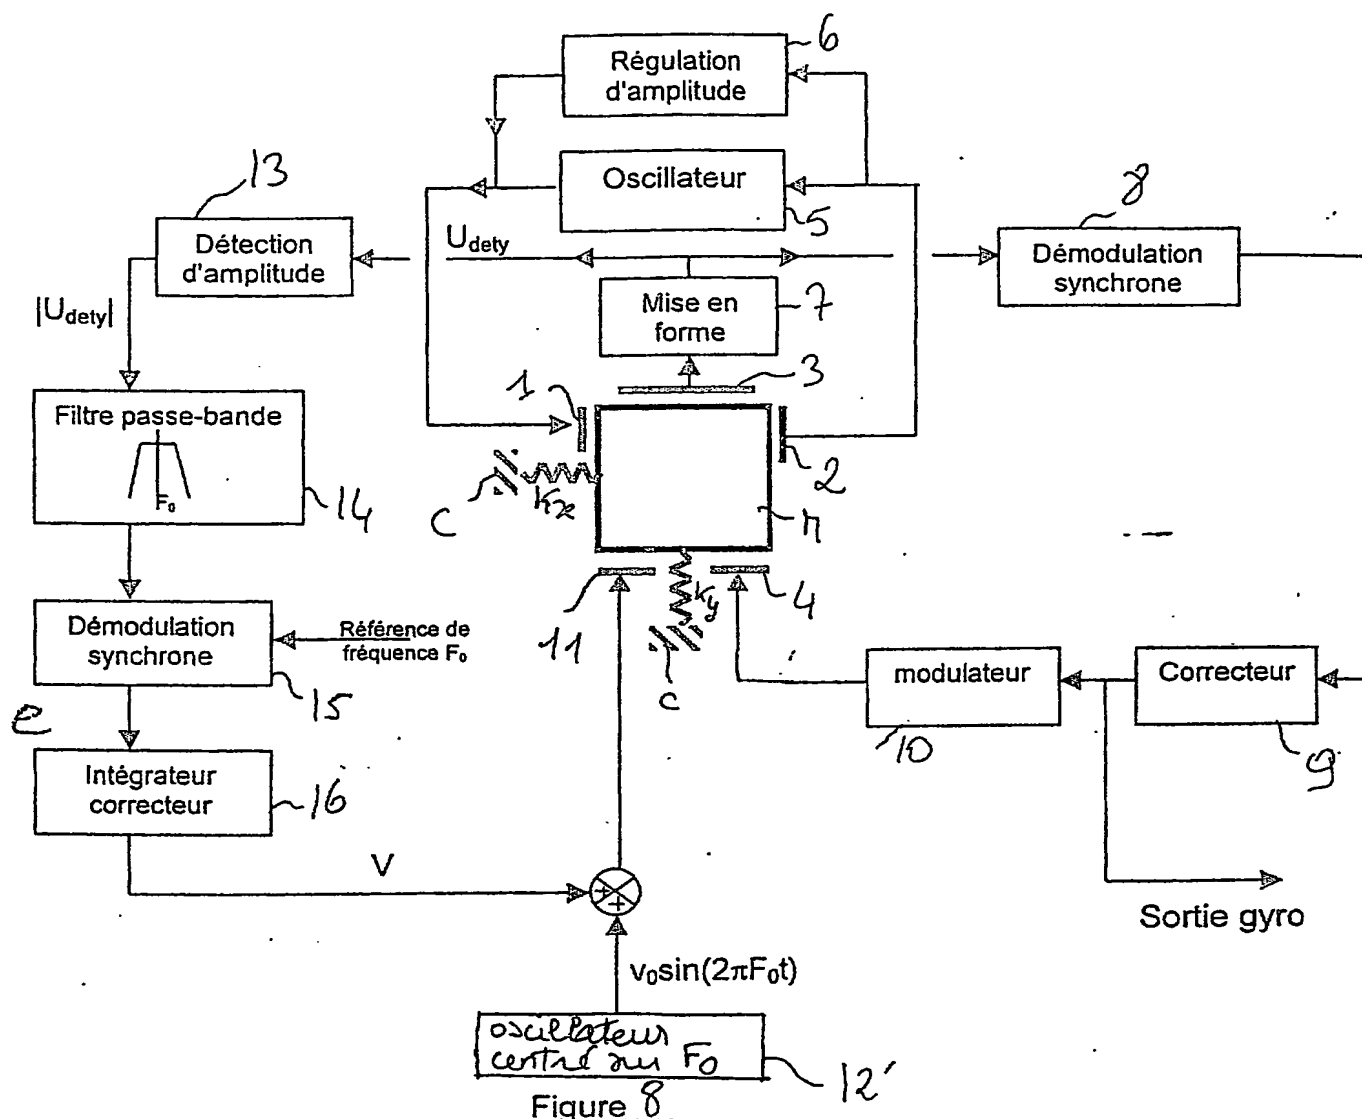 6
Régulation
d'amplitude
13
Oscillateur
5
8
Détection
d'amplitude
U_dety
Démodulation
synchrone
Mise en
forme
7
|U_dety|
3
1
Filtre passe-bande
F₀
14
2
C
Kx
M
11
Ky
4
C
Démodulation
synchrone
Référence de
fréquence F₀
15
modulateur
10
Correcteur
9
e
Intégrateur
correcteur
16
V
+
+
Sortie gyro
v₀sin(2πF₀t)
oscillateur
centré sur F₀
12'
Figure 8